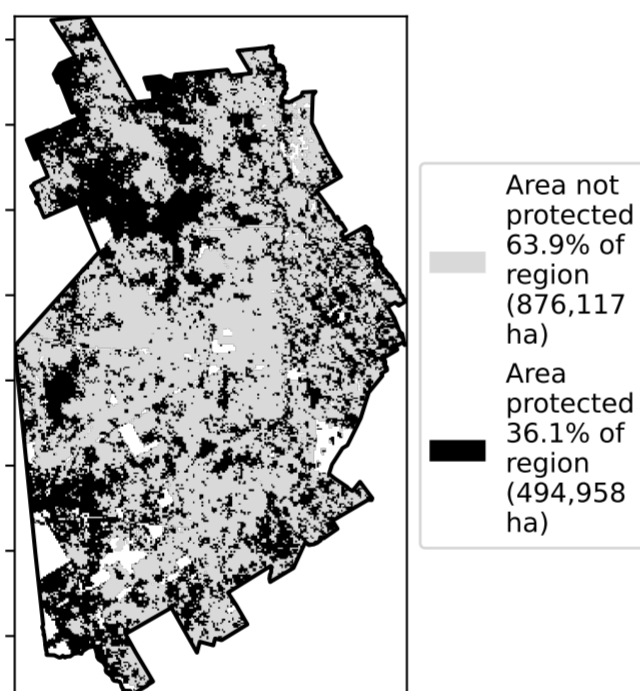 Area not
protected
63.9% of
region
(876,117
ha)
Area
protected
36.1% of
region
(494,958
ha)